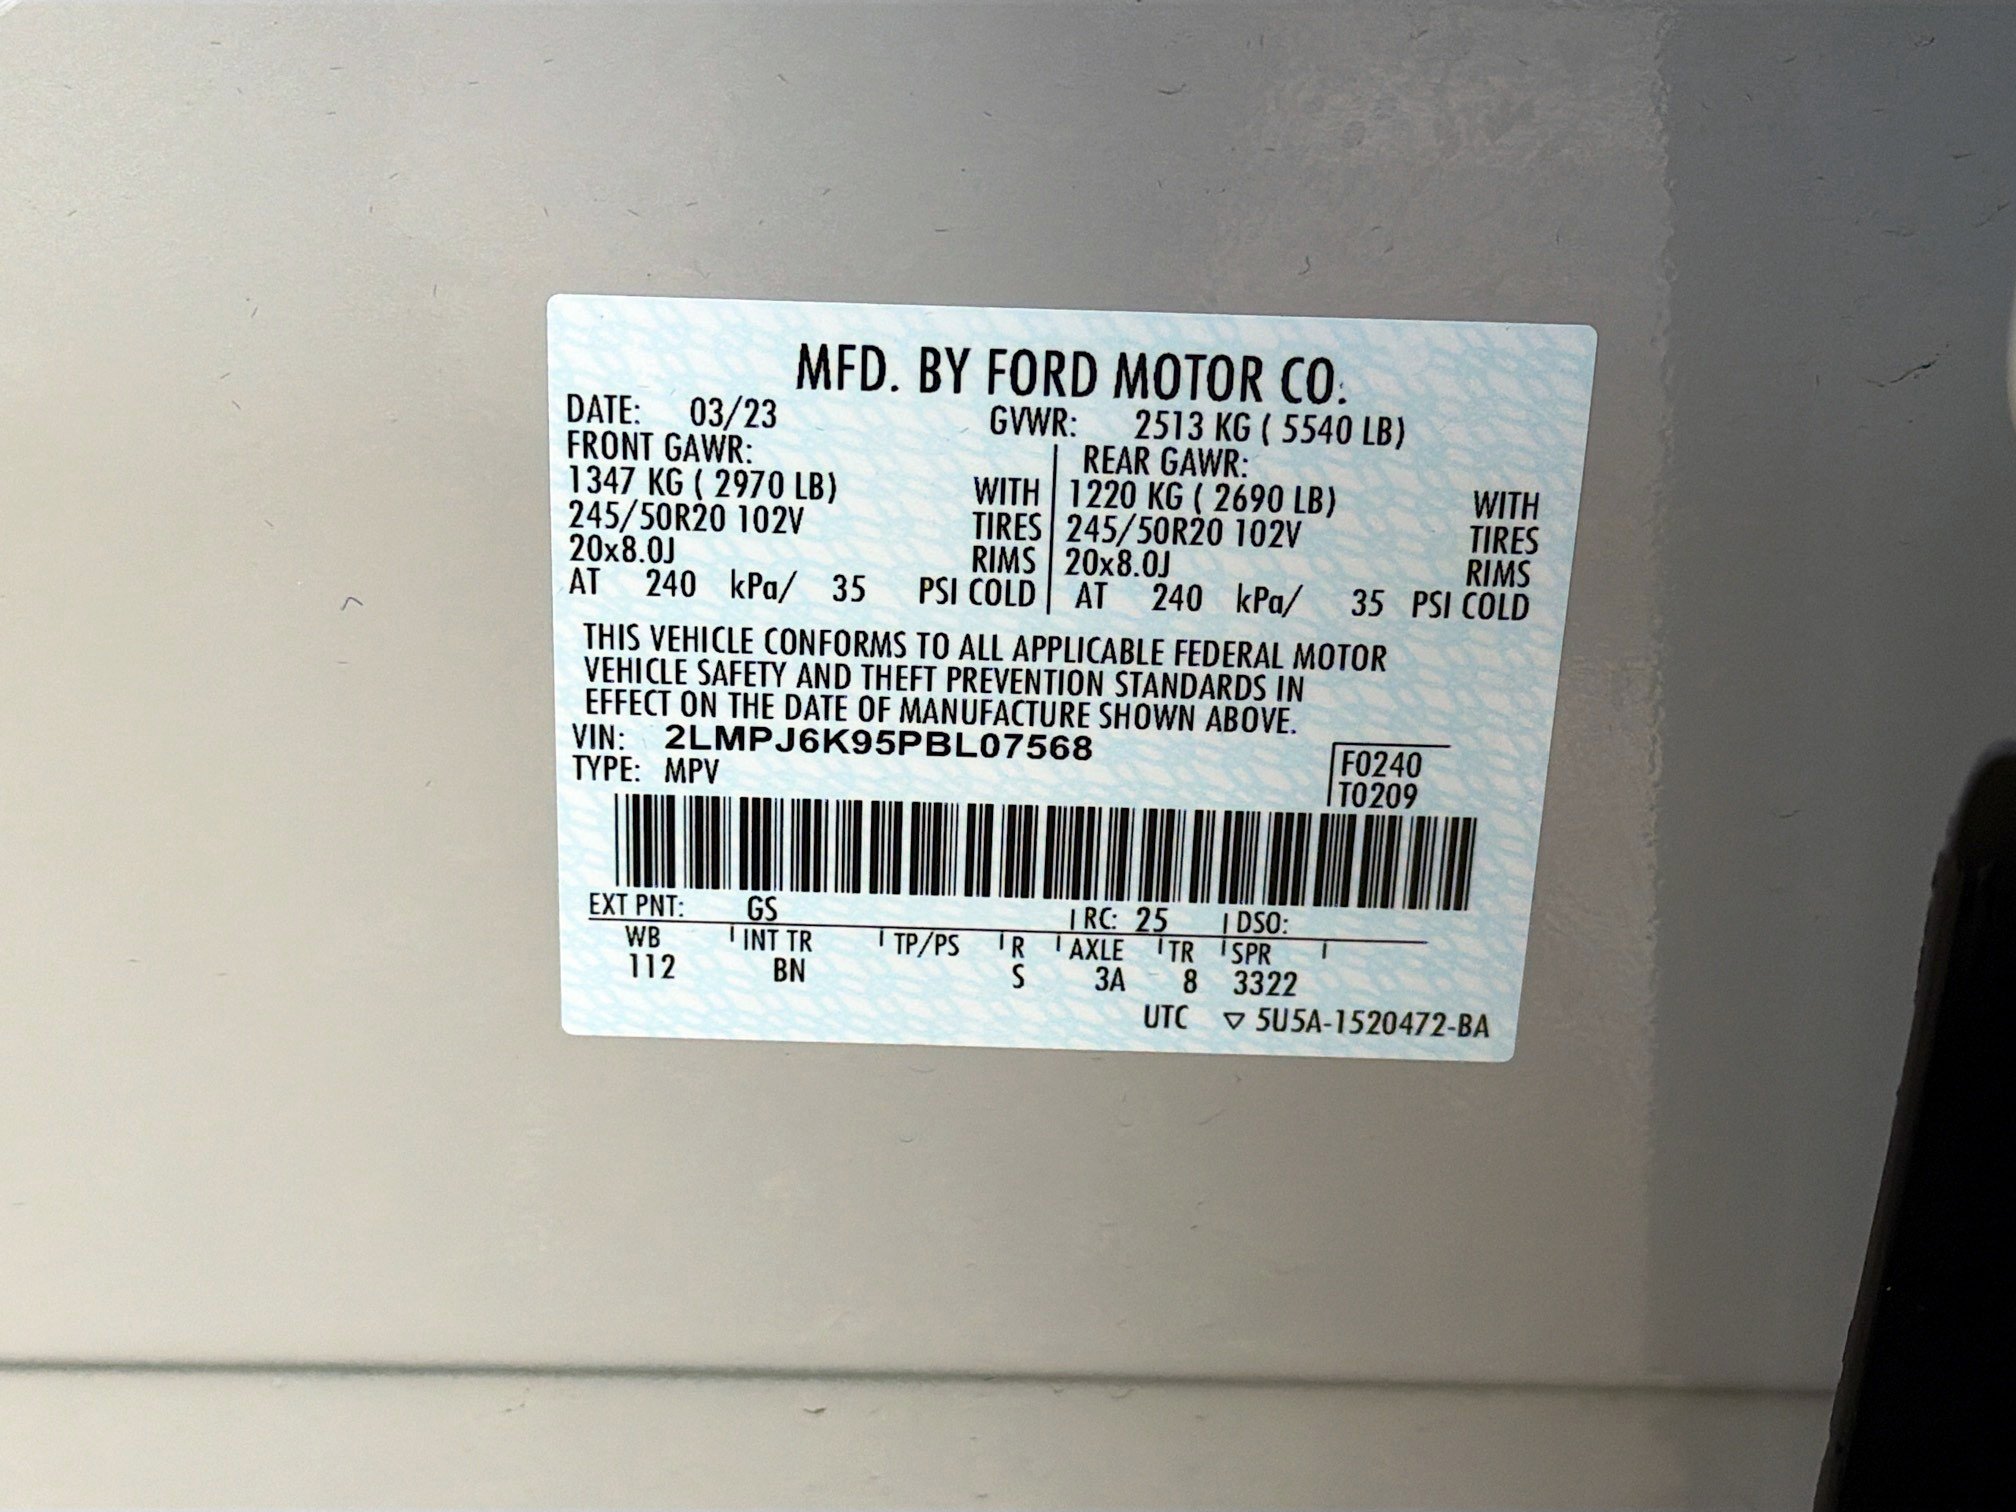 MFD. BY FORD MOTOR CO.
DATE: 03/23 GVWR: 2513 KG ( 5540 LB)
FRONT GAWR: REAR GAWR:
1347 KG ( 2970 LB) WITH 1220 KG ( 2690 LB) WITH
245/50R20 102V TIRES 245/50R20 102V TIRES
20x8.0J RIMS 20x8.0J RIMS
AT 240 kPa/ 35 PSI COLD AT 240 kPa/ 35 PSI COLD
THIS VEHICLE CONFORMS TO ALL APPLICABLE FEDERAL MOTOR
VEHICLE SAFETY AND THEFT PREVENTION STANDARDS IN
EFFECT ON THE DATE OF MANUFACTURE SHOWN ABOVE.
VIN: 2LMPJ6K95PBL07568
TYPE: MPV F0240
T0209
EXT PNT: GS RC: 25 DSO:
WB INT TR TP/PS R AXLE TR SPR
112 BN S 3A 8 3322
UTC ▽ 5U5A-1520472-BA